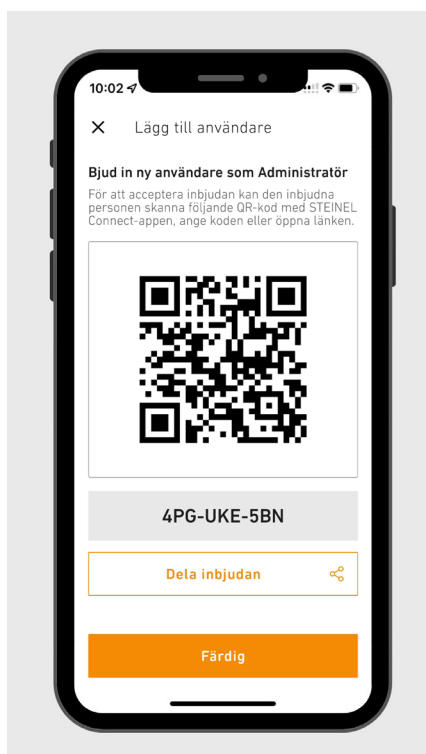 10:02
Lägg till användare
Bjud in ny användare som Administratör
För att acceptera inbjudan kan den inbjudna
personen skanna följande QR-kod med STEINEL
Connect-appen, ange koden eller öppna länken.
4PG-UKE-5BN
Dela inbjudan
Färdig